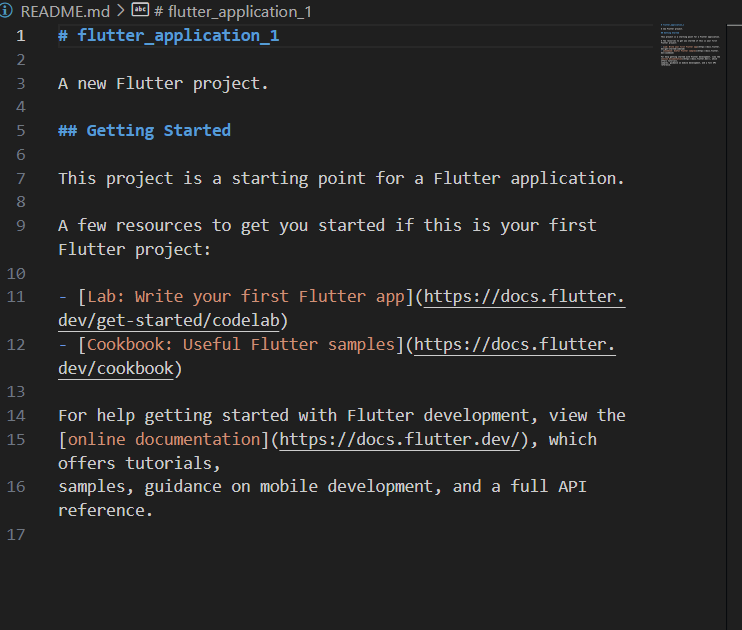 README.md > abc # flutter_application_1
1 # flutter_application_1
2
3 A new Flutter project.
4
5 ## Getting Started
6
7 This project is a starting point for a Flutter application.
8
9 A few resources to get you started if this is your first
Flutter project:
10
11 - [Lab: Write your first Flutter app](https://docs.flutter.
dev/get-started/codelab)
12 - [Cookbook: Useful Flutter samples](https://docs.flutter.
dev/cookbook)
13
14 For help getting started with Flutter development, view the
15 [online documentation](https://docs.flutter.dev/), which
offers tutorials,
16 samples, guidance on mobile development, and a full API
reference.
17